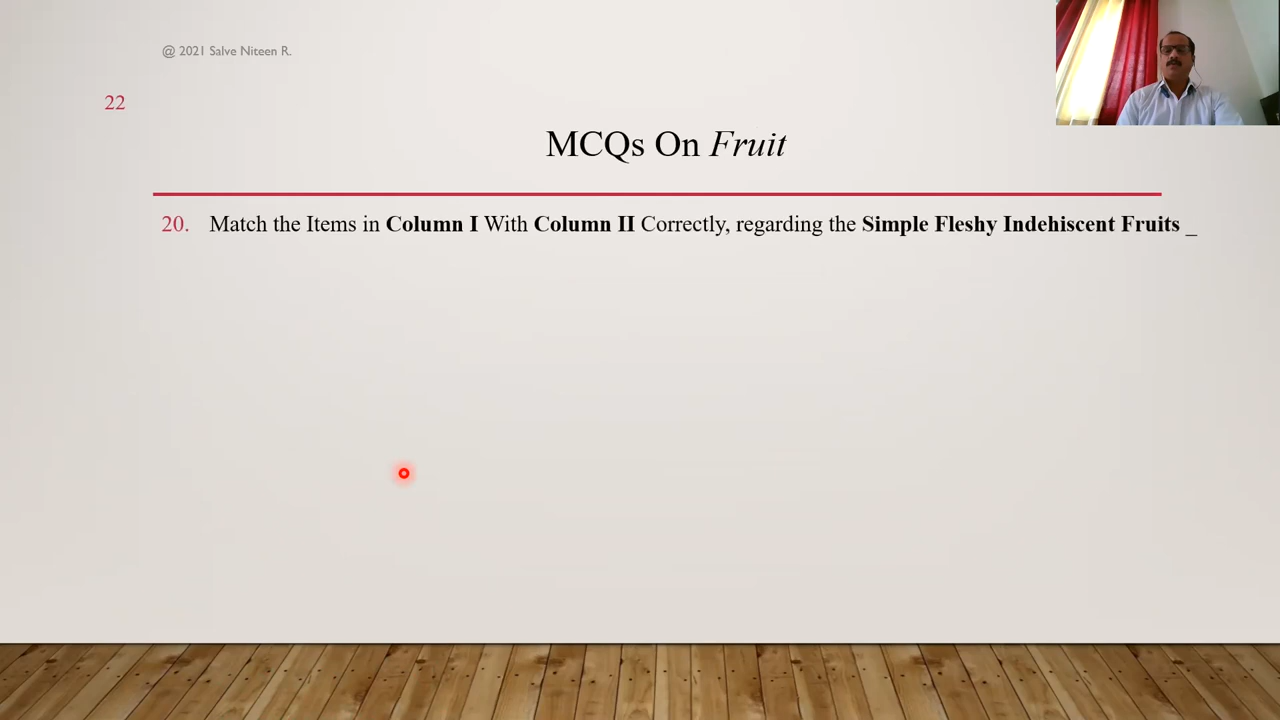 @ 2021 Salve Niteen R.
22
MCQs On Fruit
20. Match the Items in Column I With Column II Correctly, regarding the Simple Fleshy Indehiscent Fruits _